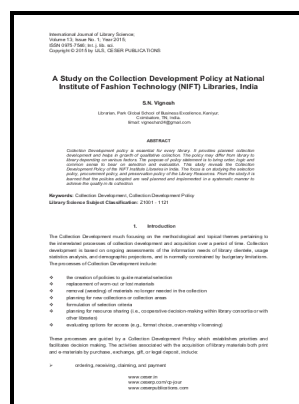 International Journal of Library Science;
Volume 13; Issue No. 1; Year 2015;
ISSN 0975 7546; Int. j. lib. sci.
Copyright © 2015 by IJLS, CESER PUBLICATIONS
A Study on the Collection Development Policy at National
Institute of Fashion Technology (NIFT) Libraries, India
S.N. Vignesh
Librarian, Park Global School of Business Excellence, Kaniyur
Coimbatore, TN, India
ABSTRACT
Collection Development policy is essential for every library. It provides planned collection
development and helps in growth of qualitative collection. The policy may differ from library to
library depending on various factors. The purpose of policy statement is to bring order, logic and
common sense to bear on selection and evaluation. This study reveals the Collection
Development Policy of the NIFT Institute Libraries in India. The focus is on studying the selection
policy, procurement policy, and preservation policy of the Library Resources. From the study it is
learned that the policies adopted are well planned and implemented in a systematic manner to
achieve the quality in its collection.
Keywords: Collection Development, Collection Development Policy
Library Science Subject Classification: Z1001 - 1121
1. Introduction
The Collection Development much focusing on the methodological and topical themes pertaining to
the interrelated processes of collection development and acquisition over a period of time. Collection
development is based on ongoing assessments of the information needs of library clientele, usage
statistics analysis, and demographic projections, and is normally constrained by budgetary limitations.
The processes of Collection Development include:
❖ the creation of policies to guide material selection
❖ replacement of worn out or lost materials
❖ removal (weeding) of materials no longer needed in the collection
❖ planning for new collections or collection areas
❖ formulation of selection criteria
❖ planning for resource sharing (i.e., cooperative decision-making within library consortia or with
other libraries)
❖ evaluating options for access (e.g., format choice, ownership v licensing)
These processes are guided by a Collection Development Policy which establishes priorities and
facilitates decision making. The activities associated with the acquisition of library materials both print
and e-materials by purchase, exchange, gift, or legal deposit, include:
➢ ordering, receiving, claiming, and payment
www.ceser.in
www.ceserp.com/cp-jour
www.ceserpublications.com